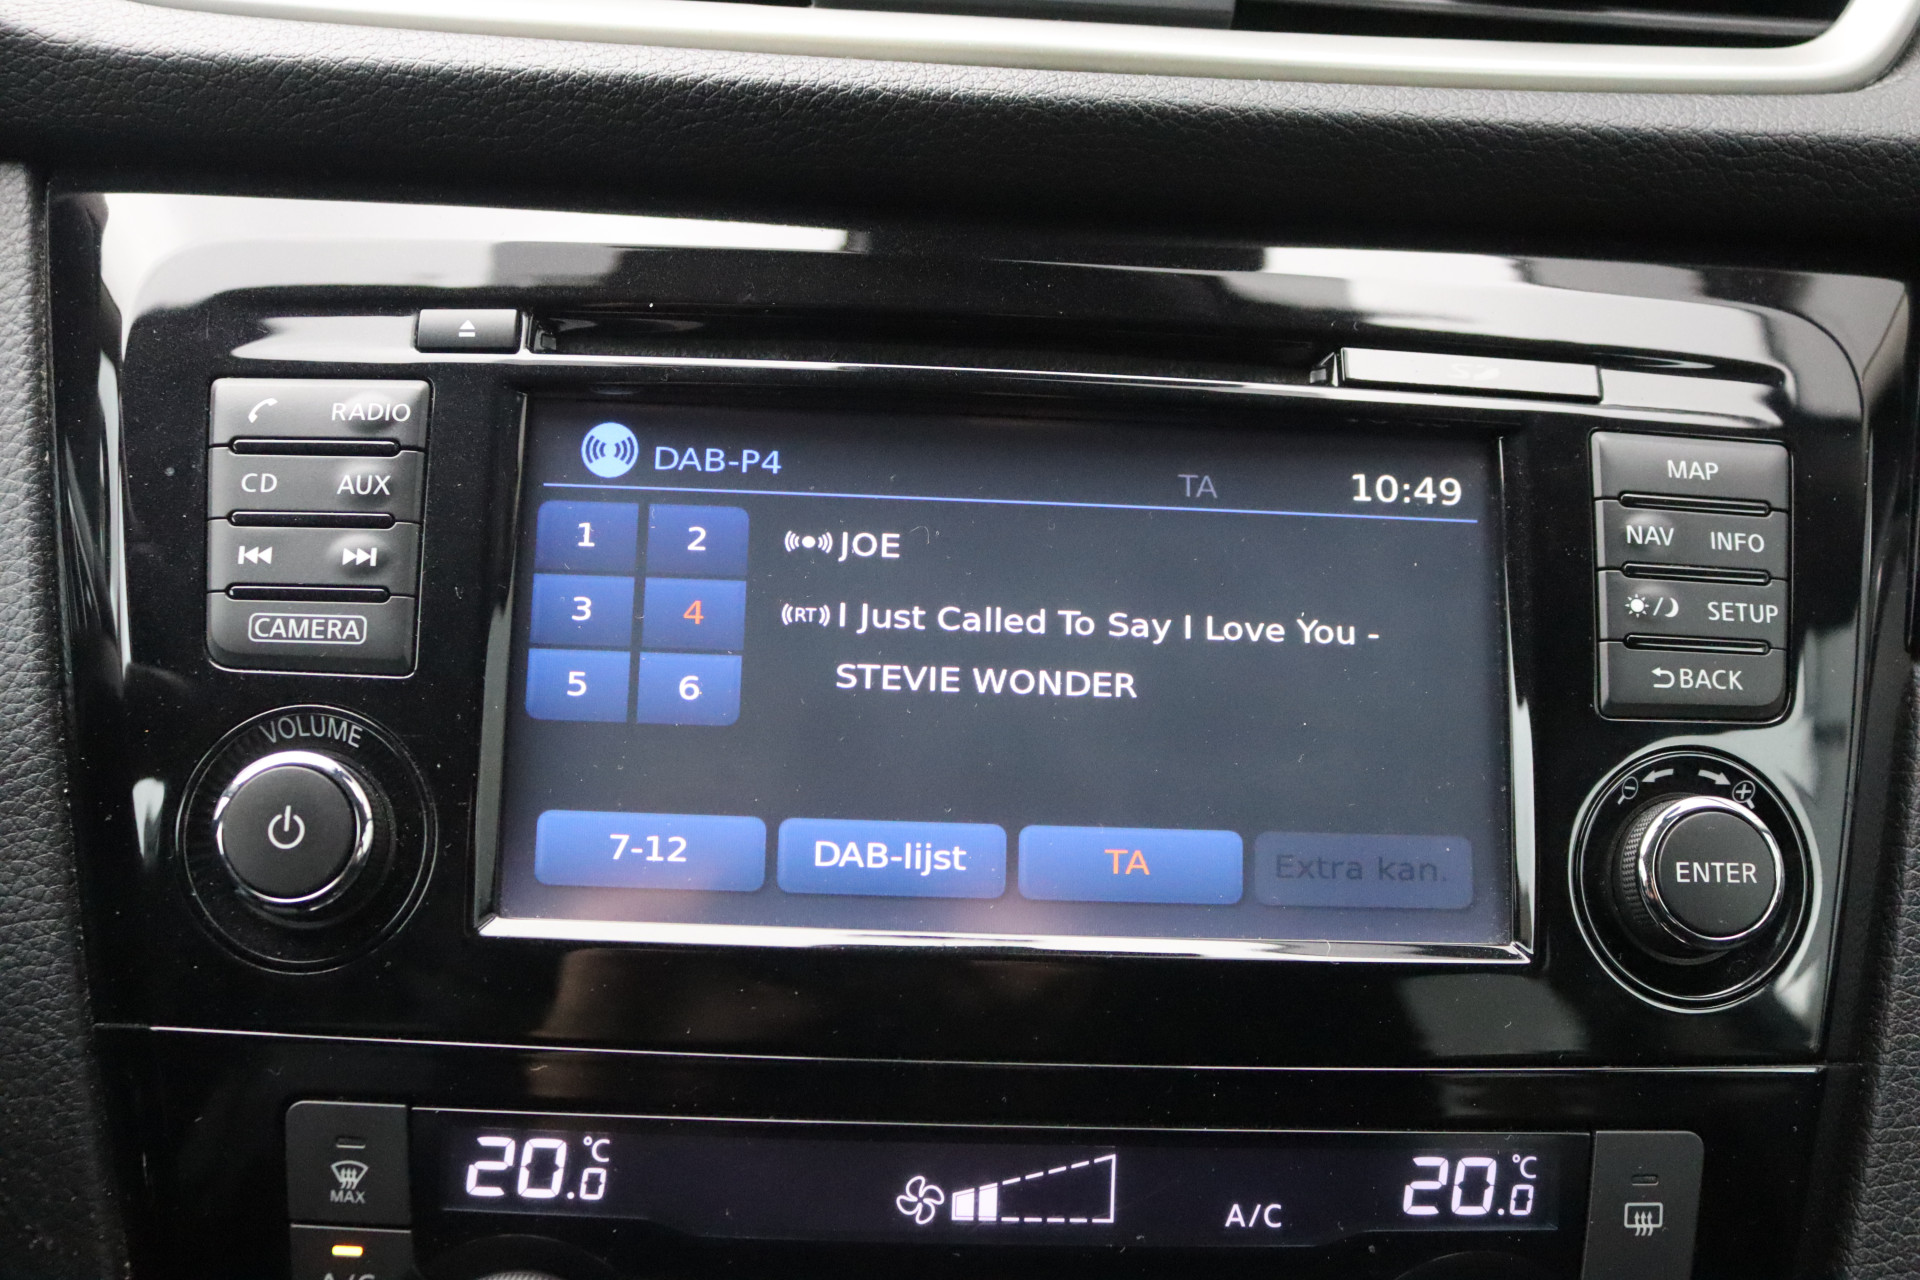 RADIO
CD AUX
CAMERA
VOLUME
DAB-P4
TA
10:49
1 2
3 4
5 6
JOE
RT I Just Called To Say I Love You -
STEVIE WONDER
7-12 DAB-lijst TA Extra kan.
MAP
NAV INFO
SETUP
BACK
ENTER
MAX
20.0 °C
A/C
20.0 °C
A/C